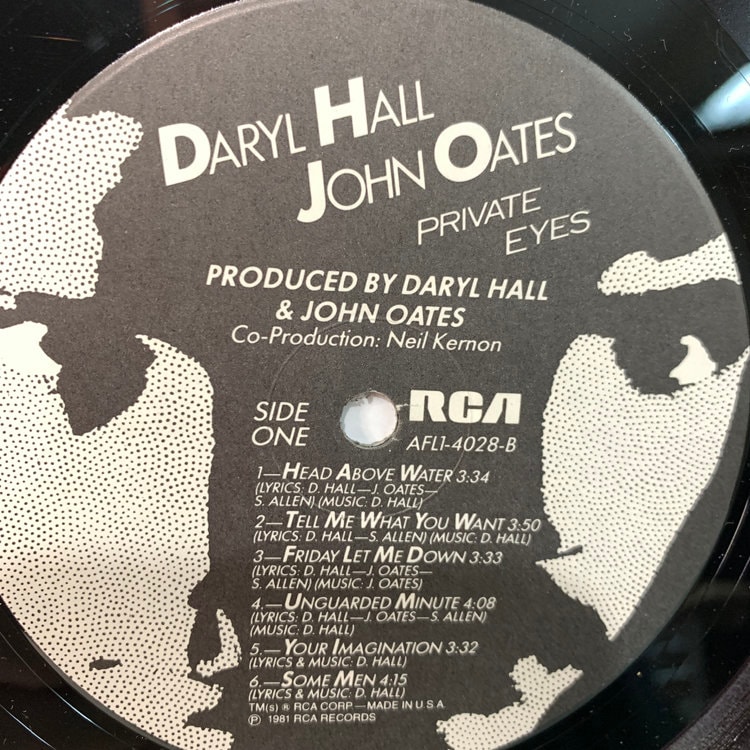 DARYL HALL
JOHN OATES
PRIVATE
EYES
PRODUCED BY DARYL HALL
& JOHN OATES
Co-Production: Neil Kernon
SIDE
ONE
RCA
AFL1-4028-B
1—HEAD ABOVE WATER 3:34
(LYRICS: D. HALL—J. OATES—
S. ALLEN) (MUSIC: D. HALL)
2—TELL ME WHAT YOU WANT 3:50
(LYRICS: D. HALL—S. ALLEN) (MUSIC: D. HALL)
3—FRIDAY LET ME DOWN 3:33
(LYRICS: D. HALL—J. OATES—
S. ALLEN) (MUSIC: J. OATES)
4.—UNGUARDED MINUTE 4:08
(LYRICS: D. HALL—J. OATES—S. ALLEN)
(MUSIC: D. HALL)
5.—YOUR IMAGINATION 3:32
(LYRICS & MUSIC: D. HALL)
6.—SOME MEN 4:15
(LYRICS & MUSIC: D. HALL)
TM(s) ® RCA CORP.—MADE IN U.S.A.
℗ 1981 RCA RECORDS